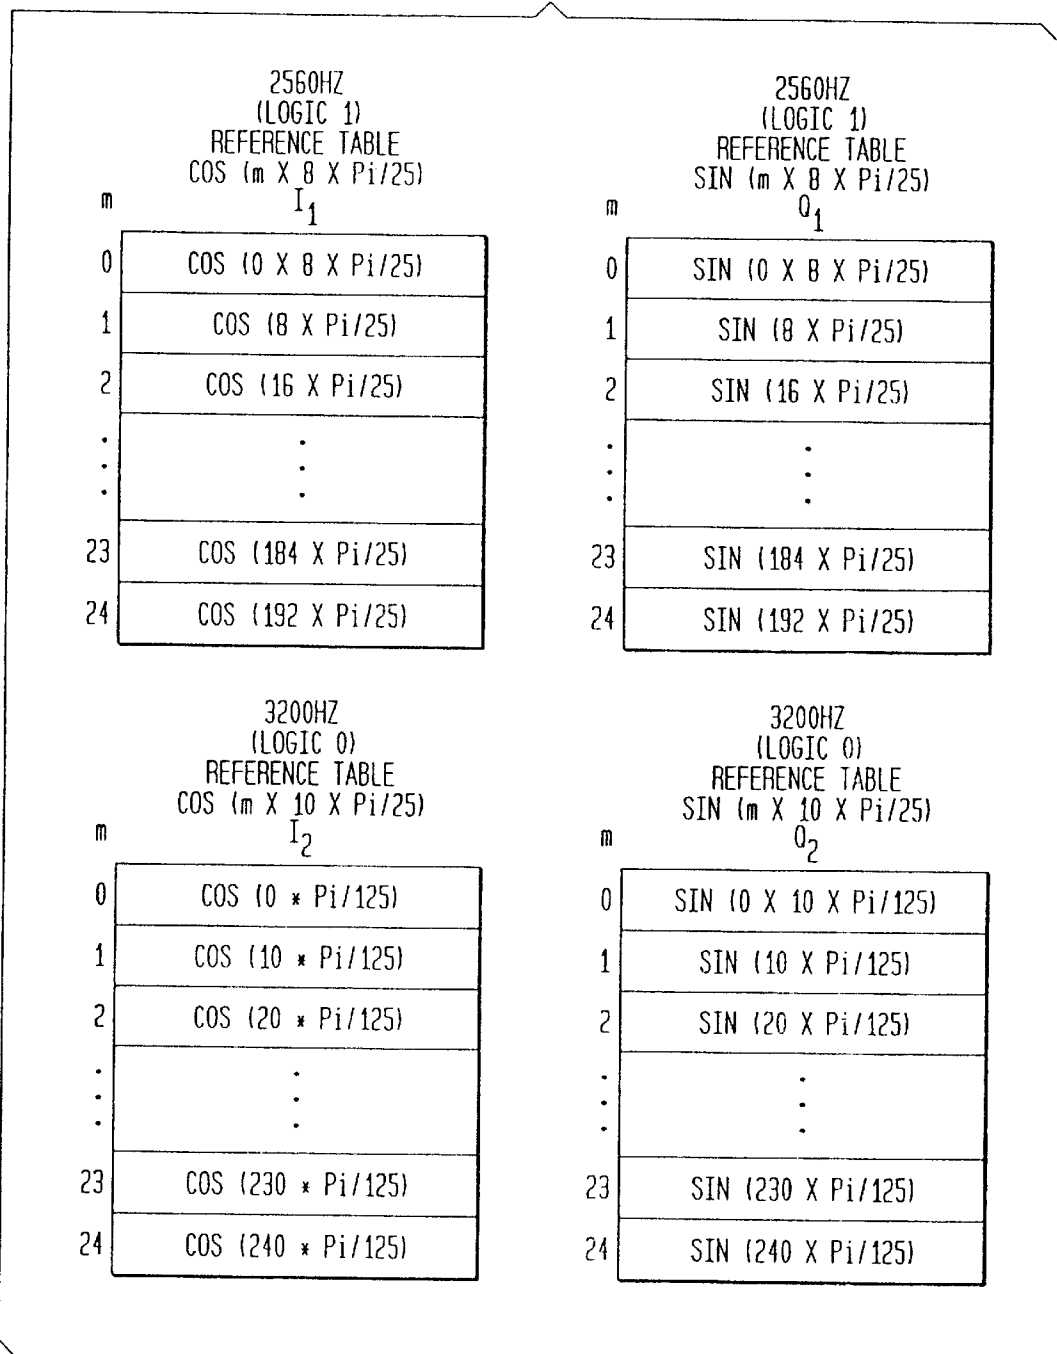 2560HZ
(LOGIC 1)
REFERENCE TABLE
COS (m X 8 X Pi/25)
m I1
0 COS (0 X 8 X Pi/25)
1 COS (8 X Pi/25)
2 COS (16 X Pi/25)
23 COS (184 X Pi/25)
24 COS (192 X Pi/25)
2560HZ
(LOGIC 1)
REFERENCE TABLE
SIN (m X 8 X Pi/25)
m Q1
0 SIN (0 X 8 X Pi/25)
1 SIN (8 X Pi/25)
2 SIN (16 X Pi/25)
23 SIN (184 X Pi/25)
24 SIN (192 X Pi/25)
3200HZ
(LOGIC 0)
REFERENCE TABLE
COS (m X 10 X Pi/25)
m I2
0 COS (0 * Pi/125)
1 COS (10 * Pi/125)
2 COS (20 * Pi/125)
23 COS (230 * Pi/125)
24 COS (240 * Pi/125)
3200HZ
(LOGIC 0)
REFERENCE TABLE
SIN (m X 10 X Pi/25)
m Q2
0 SIN (0 X 10 X Pi/125)
1 SIN (10 X Pi/125)
2 SIN (20 X Pi/125)
23 SIN (230 X Pi/125)
24 SIN (240 X Pi/125)